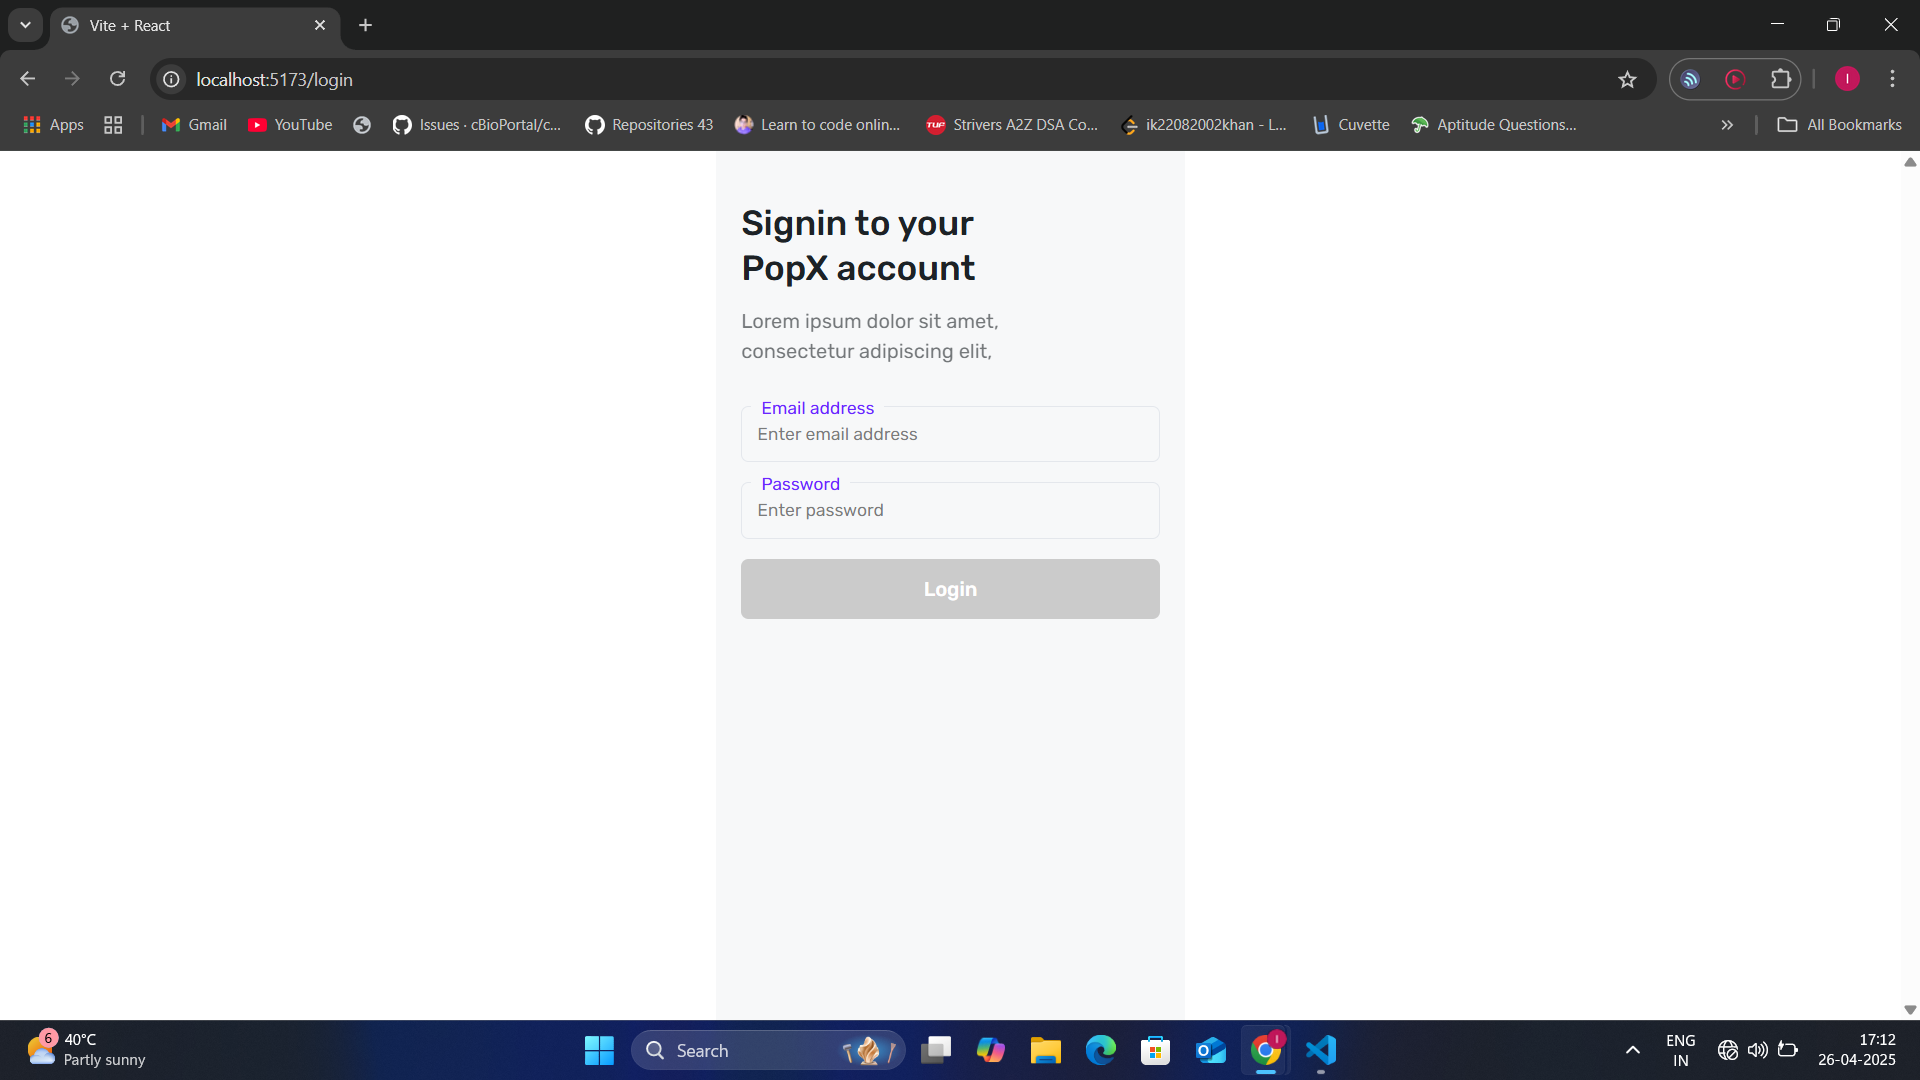 Vite + React
localhost:5173/login
I
Apps
Gmail
YouTube
Issues · cBioPortal/c...
Repositories 43
Learn to code onlin...
TUF
Strivers A2Z DSA Co...
ik22082002khan - L...
Cuvette
Aptitude Questions...
All Bookmarks
Signin to your
PopX account
Lorem ipsum dolor sit amet,
consectetur adipiscing elit,
Email address
Enter email address
Password
Enter password
Login
6
40°C
Partly sunny
Search
I
ENG
IN
17:12
26-04-2025